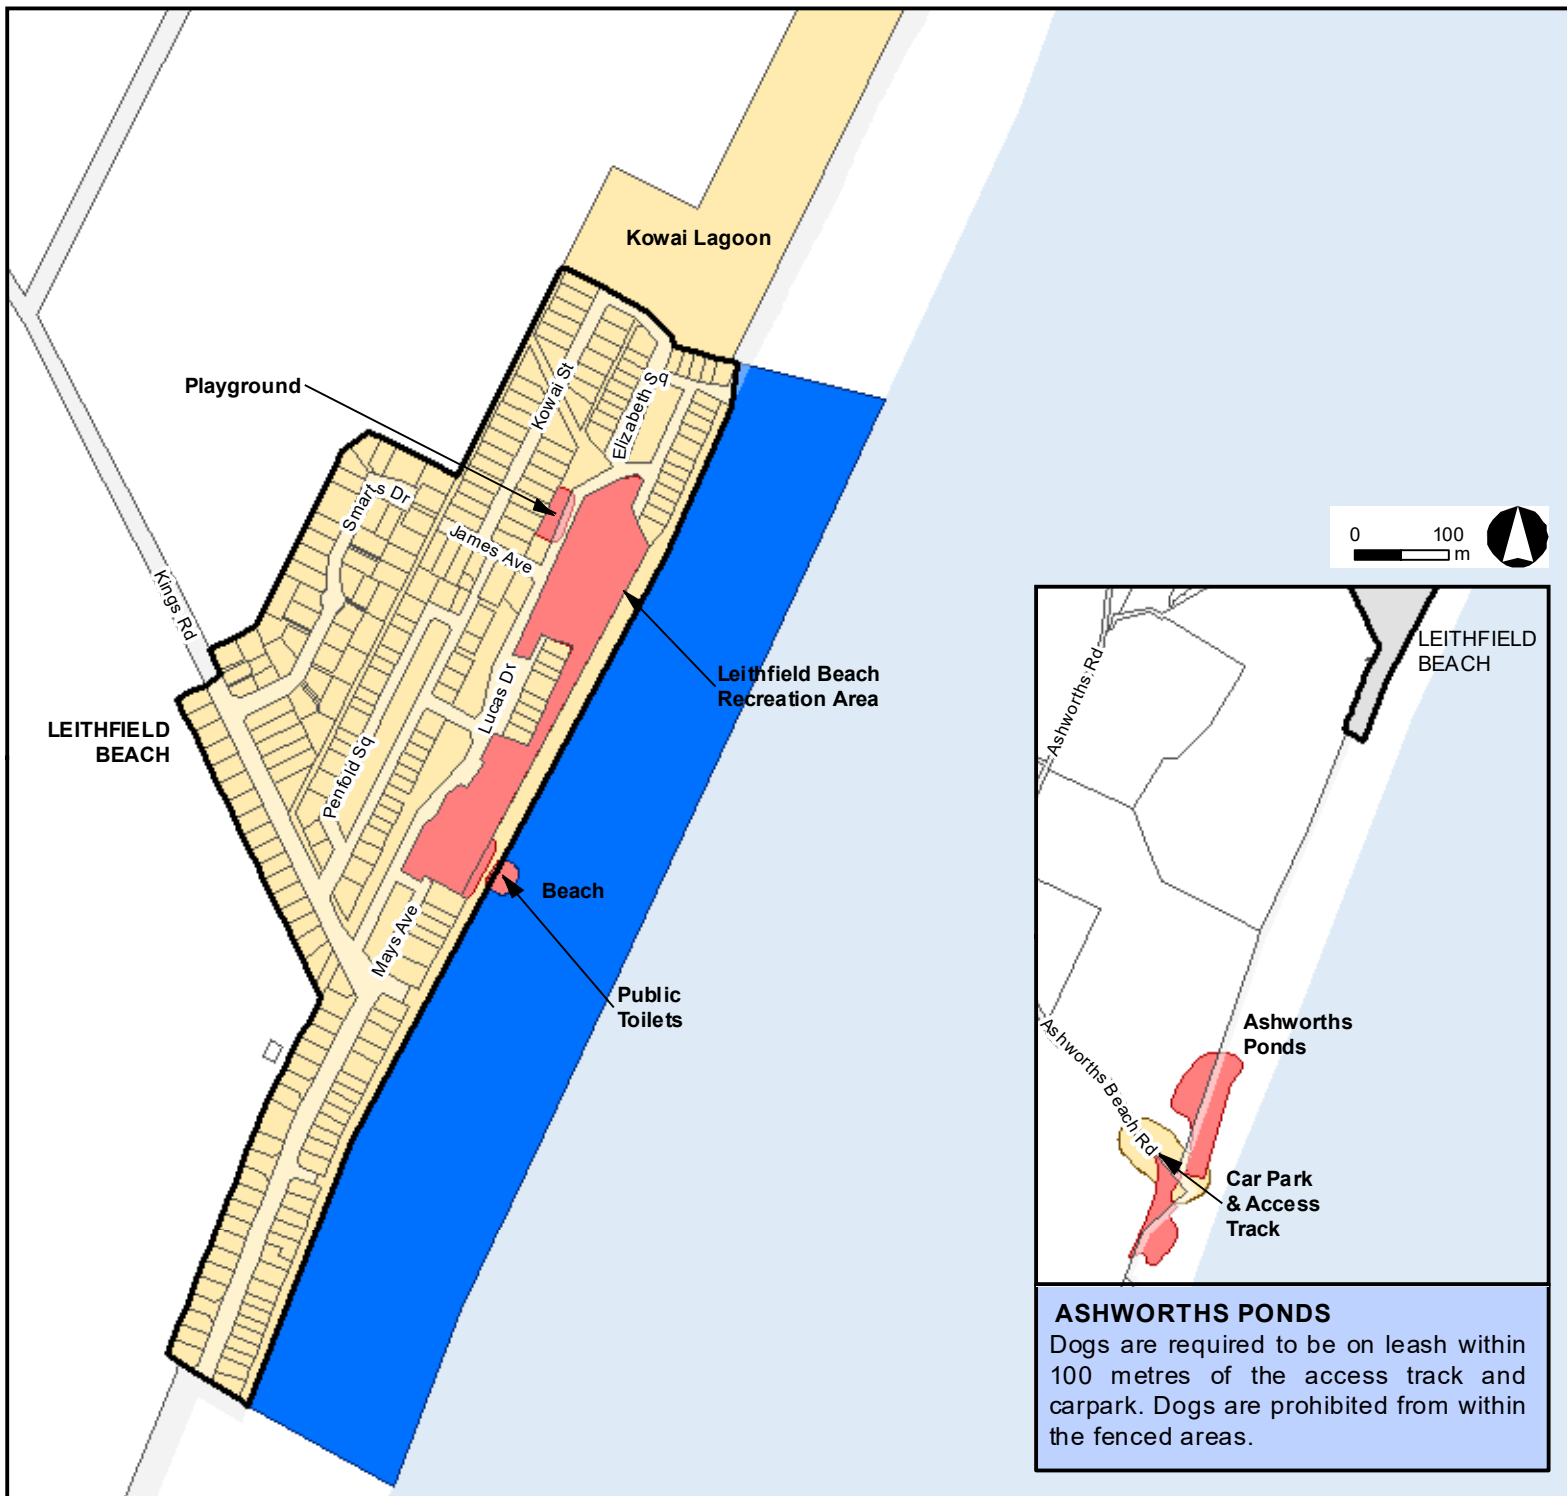 Kowai Lagoon
Playground
Kowai St
Elizabeth Sq
Smarts Dr
James Ave
Kings Rd
Leithfield Beach
Recreation Area
Lucas Dr
LEITHFIELD
BEACH
Penfold Sq
Beach
Mays Ave
Public
Toilets
0 100
m
LEITHFIELD
BEACH
Ashworths Rd
Ashworths
Ponds
Ashworths Beach Rd
Car Park
& Access
Track
ASHWORTHS PONDS
Dogs are required to be on leash within
100 metres of the access track and
carpark. Dogs are prohibited from within
the fenced areas.